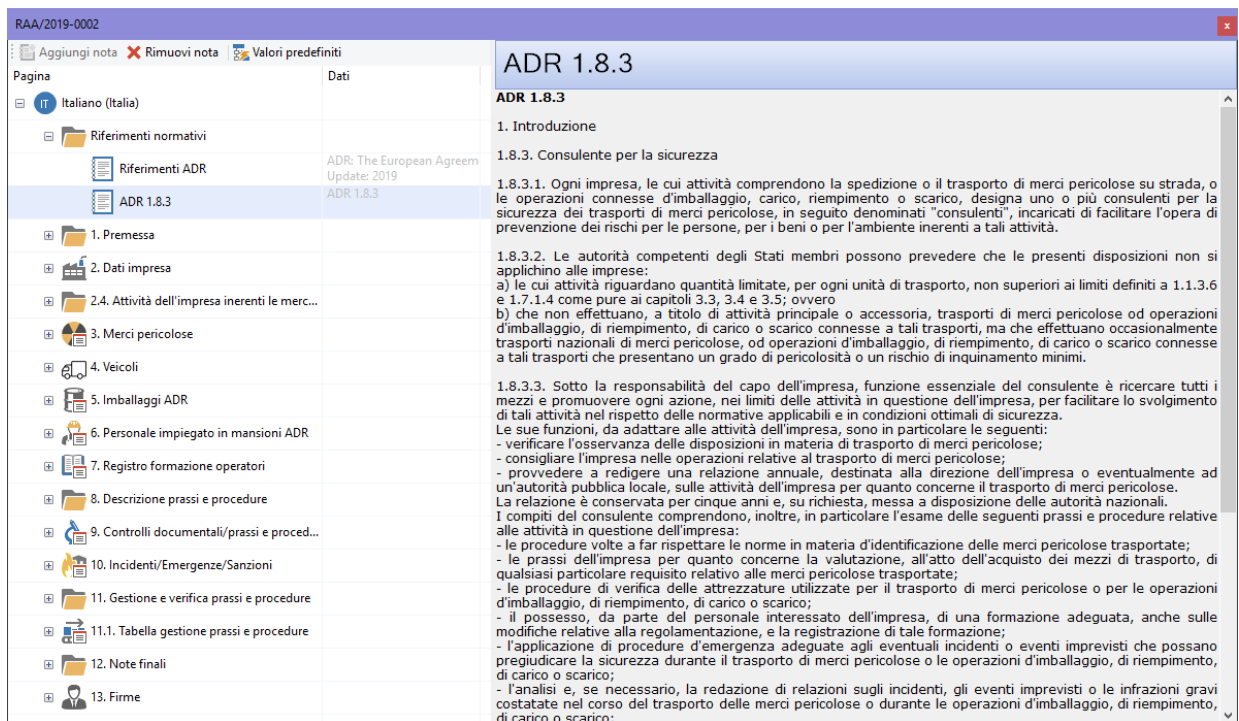 RAA/2019-0002
x
Aggiungi nota Rimuovi nota Valori predefiniti
Pagina Dati
IT Italiano (Italia)
Riferimenti normativi
Riferimenti ADR
ADR: The European Agreem
Update: 2019
ADR 1.8.3
ADR 1.8.3
1. Premessa
2. Dati impresa
2.4. Attività dell'impresa inerenti le merc...
3. Merci pericolose
4. Veicoli
5. Imballaggi ADR
6. Personale impiegato in mansioni ADR
7. Registro formazione operatori
8. Descrizione prassi e procedure
9. Controlli documentali/prassi e proced...
10. Incidenti/Emergenze/Sanzioni
11. Gestione e verifica prassi e procedure
11.1. Tabella gestione prassi e procedure
12. Note finali
13. Firme
ADR 1.8.3
ADR 1.8.3
1. Introduzione
1.8.3. Consulente per la sicurezza
1.8.3.1. Ogni impresa, le cui attività comprendono la spedizione o il trasporto di merci pericolose su strada, o
le operazioni connesse d'imballaggio, carico, riempimento o scarico, designa uno o più consulenti per la
sicurezza dei trasporti di merci pericolose, in seguito denominati "consulenti", incaricati di facilitare l'opera di
prevenzione dei rischi per le persone, per i beni o per l'ambiente inerenti a tali attività.
1.8.3.2. Le autorità competenti degli Stati membri possono prevedere che le presenti disposizioni non si
applichino alle imprese:
a) le cui attività riguardano quantità limitate, per ogni unità di trasporto, non superiori ai limiti definiti a 1.1.3.6
e 1.7.1.4 come pure ai capitoli 3.3, 3.4 e 3.5; ovvero
b) che non effettuano, a titolo di attività principale o accessoria, trasporti di merci pericolose od operazioni
d'imballaggio, di riempimento, di carico o scarico connesse a tali trasporti, ma che effettuano occasionalmente
trasporti nazionali di merci pericolose, od operazioni d'imballaggio, di riempimento, di carico o scarico connesse
a tali trasporti che presentano un grado di pericolosità o un rischio di inquinamento minimi.
1.8.3.3. Sotto la responsabilità del capo dell'impresa, funzione essenziale del consulente è ricercare tutti i
mezzi e promuovere ogni azione, nei limiti delle attività in questione dell'impresa, per facilitare lo svolgimento
di tali attività nel rispetto delle normative applicabili e in condizioni ottimali di sicurezza.
Le sue funzioni, da adattare alle attività dell'impresa, sono in particolare le seguenti:
- verificare l'osservanza delle disposizioni in materia di trasporto di merci pericolose;
- consigliare l'impresa nelle operazioni relative al trasporto di merci pericolose;
- provvedere a redigere una relazione annuale, destinata alla direzione dell'impresa o eventualmente ad
un'autorità pubblica locale, sulle attività dell'impresa per quanto concerne il trasporto di merci pericolose.
La relazione è conservata per cinque anni e, su richiesta, messa a disposizione delle autorità nazionali.
I compiti del consulente comprendono, inoltre, in particolare l'esame delle seguenti prassi e procedure relative
alle attività in questione dell'impresa:
- le procedure volte a far rispettare le norme in materia d'identificazione delle merci pericolose trasportate;
- le prassi dell'impresa per quanto concerne la valutazione, all'atto dell'acquisto dei mezzi di trasporto, di
qualsiasi particolare requisito relativo alle merci pericolose trasportate;
- le procedure di verifica delle attrezzature utilizzate per il trasporto di merci pericolose o per le operazioni
d'imballaggio, di riempimento, di carico o scarico;
- il possesso, da parte del personale interessato dell'impresa, di una formazione adeguata, anche sulle
modifiche relative alla regolamentazione, e la registrazione di tale formazione;
- l'applicazione di procedure d'emergenza adeguate agli eventuali incidenti o eventi imprevisti che possano
pregiudicare la sicurezza durante il trasporto di merci pericolose o le operazioni d'imballaggio, di riempimento,
di carico o scarico;
- l'analisi e, se necessario, la redazione di relazioni sugli incidenti, gli eventi imprevisti o le infrazioni gravi
costatate nel corso del trasporto delle merci pericolose o durante le operazioni d'imballaggio, di riempimento,
di carico o scarico;